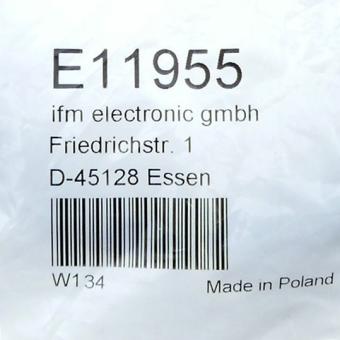 E11955
ifm electronic gmbh
Friedrichstr. 1
D-45128 Essen
W134
Made in Poland